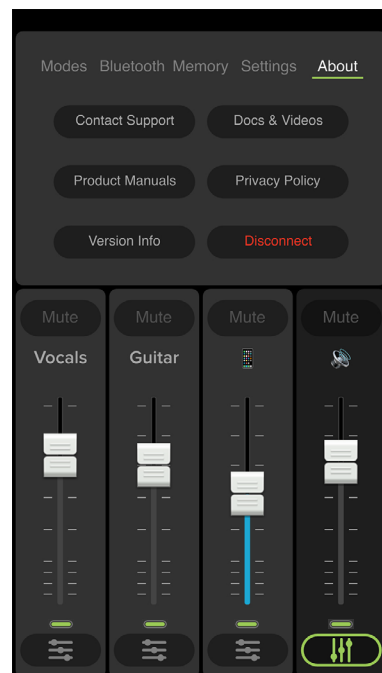 Modes Bluetooth Memory Settings About
Contact Support Docs & Videos
Product Manuals Privacy Policy
Version Info Disconnect
Mute Mute Mute Mute
Vocals Guitar